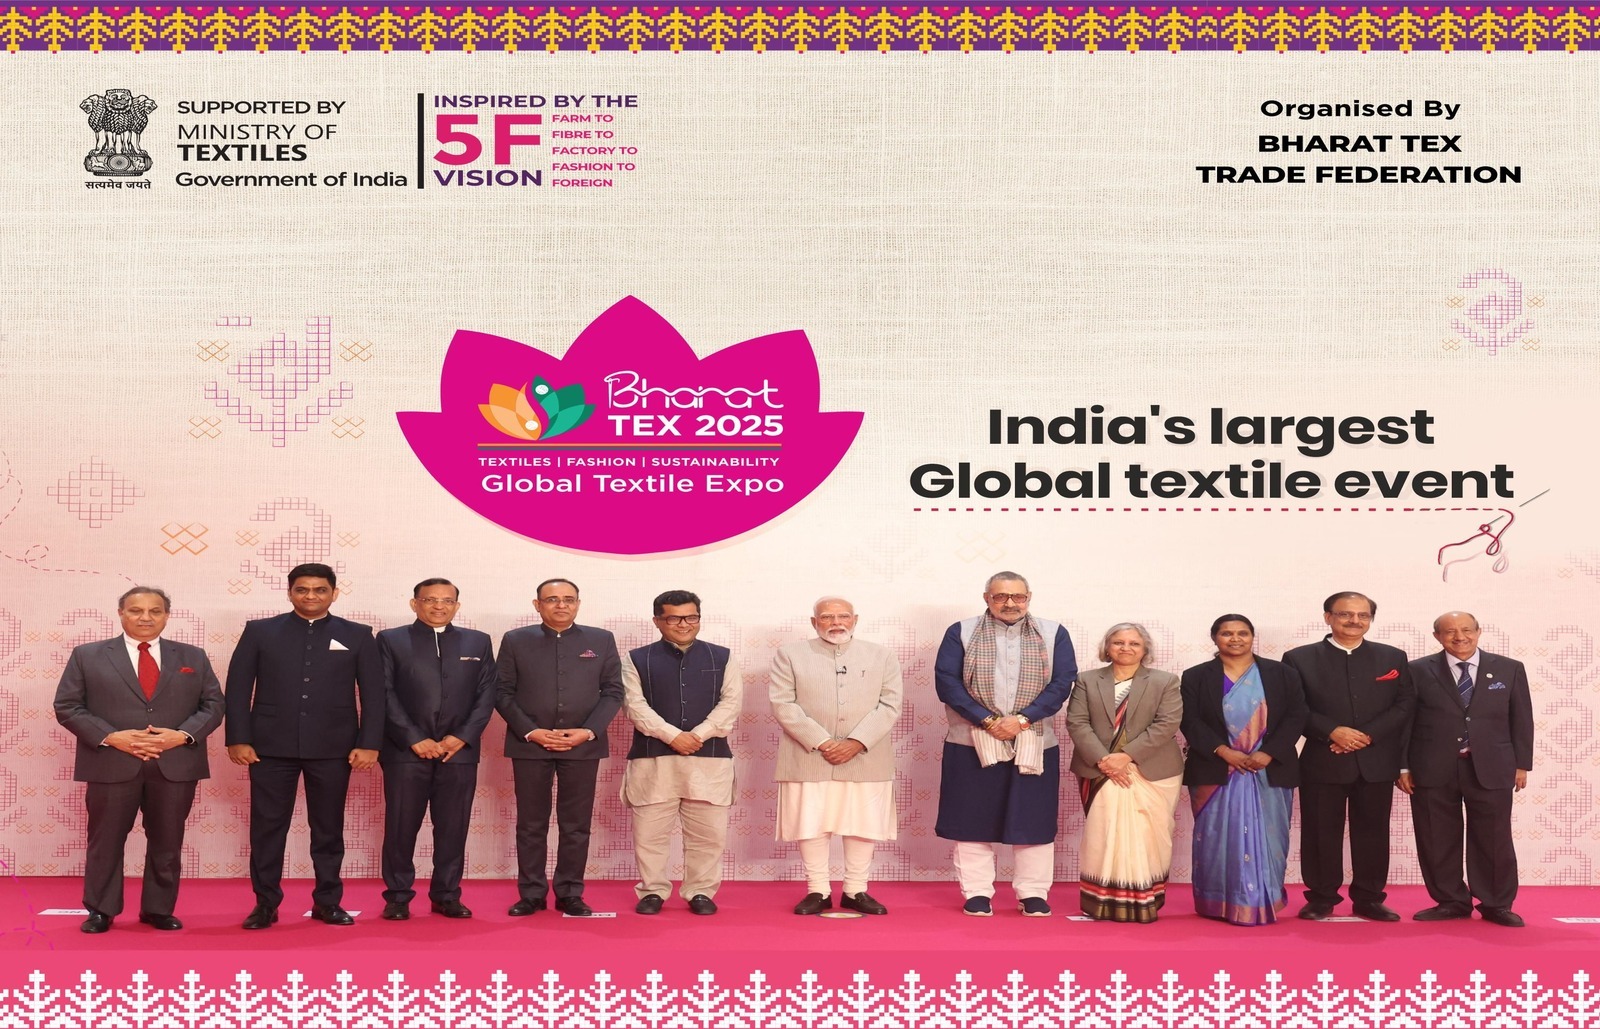 SUPPORTED BY
MINISTRY OF
TEXTILES
Government of India
सत्यमेव जयते
INSPIRED BY THE
5F
VISION
FARM TO
FIBRE TO
FACTORY TO
FASHION TO
FOREIGN
Organised By
BHARAT TEX
TRADE FEDERATION
Bharat
TEX 2025
TEXTILES | FASHION | SUSTAINABILITY
Global Textile Expo
India's largest
Global textile event